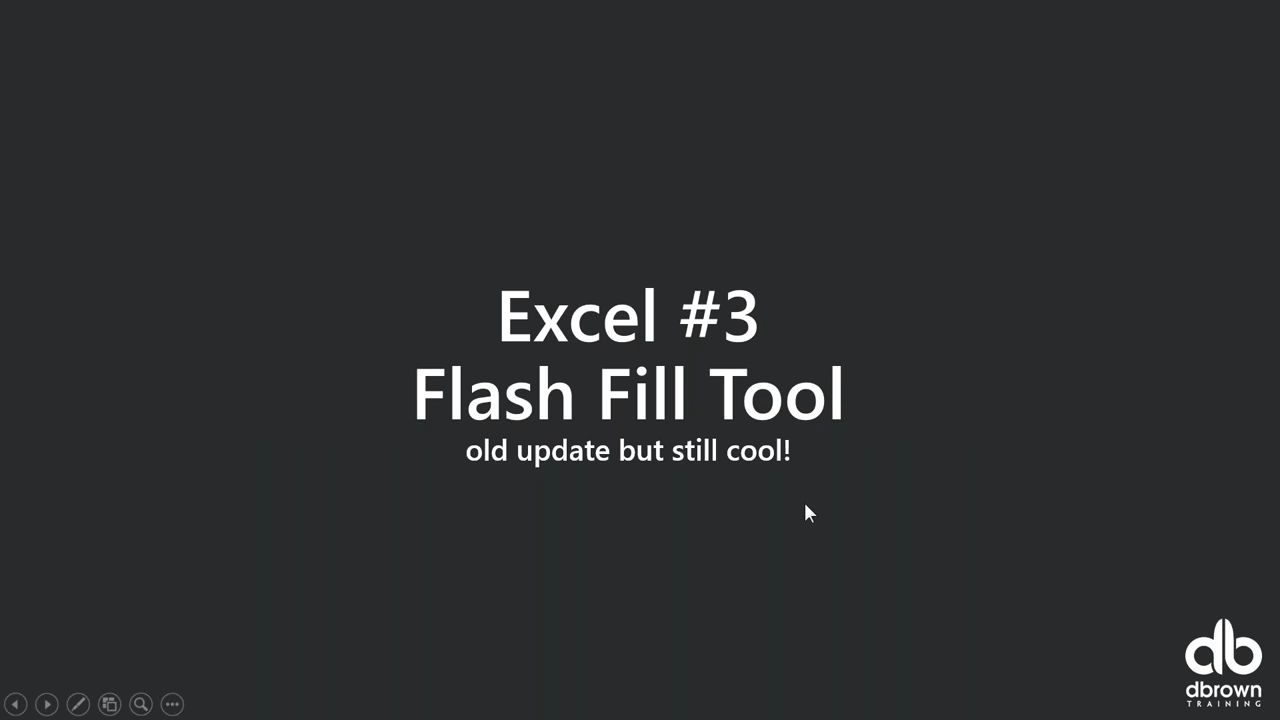 Excel #3
Flash Fill Tool
old update but still cool!
db
dbrown
TRAINING